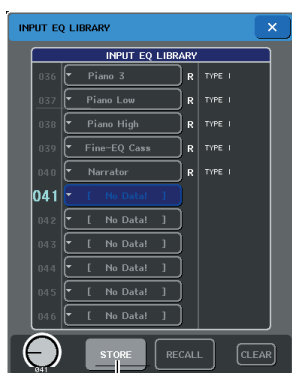 INPUT EQ LIBRARY ×
INPUT EQ LIBRARY
036 Piano 3 R TYPE I
037 Piano Low R TYPE I
038 Piano High R TYPE I
039 Fine-EQ Cass R TYPE I
040 Narrator R TYPE I
041 [ No Data! ]
042 [ No Data! ]
043 [ No Data! ]
044 [ No Data! ]
045 [ No Data! ]
046 [ No Data! ]
041 STORE RECALL CLEAR